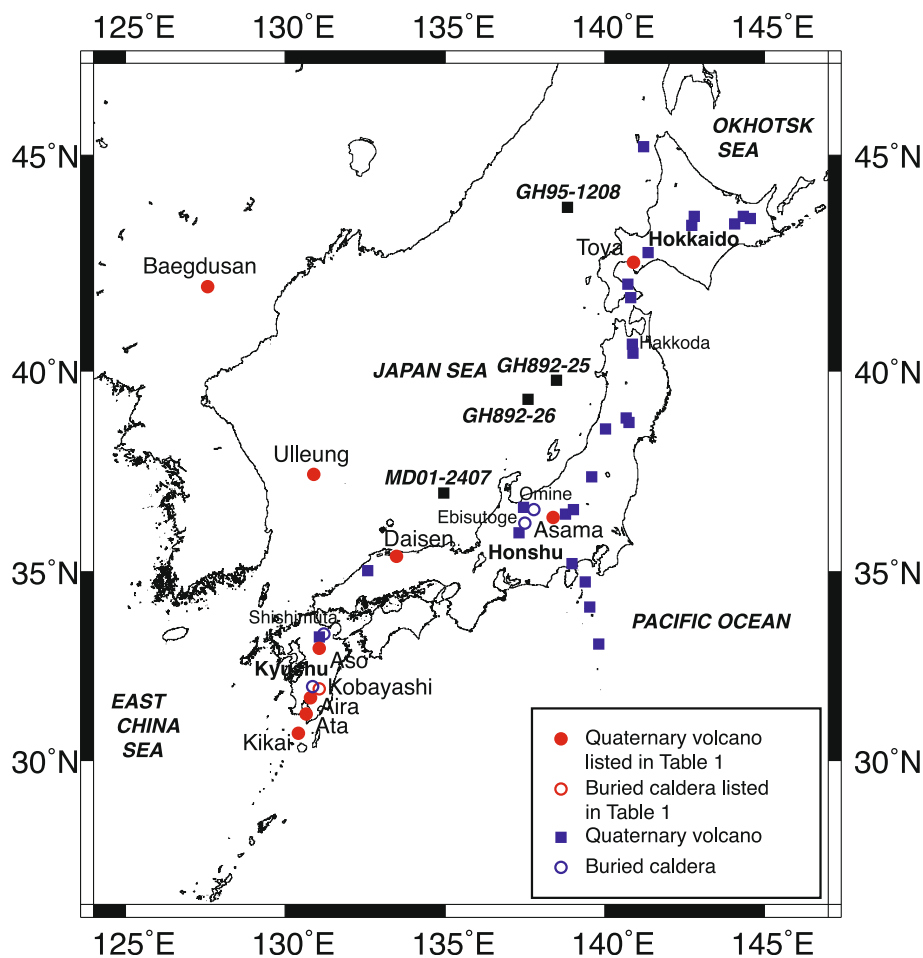 125°E 130°E 135°E 140°E 145°E
OKHOTSK
SEA
45°N 45°N
GH95-1208
Hokkaido
Toya
Baegdusan
Hakkoda
40°N 40°N
JAPAN SEA
GH892-25
GH892-26
Ulleung
MD01-2407
Omine
Ebisutoge
Asama
Daisen
Honshu
35°N 35°N
Shishimuta
PACIFIC OCEAN
Kyushu
Aso
Kobayashi
EAST
CHINA
SEA
Aira
Ata
Kikai
30°N 30°N
Quaternary volcano
listed in Table 1
Buried caldera listed
in Table 1
Quaternary volcano
Buried caldera
125°E 130°E 135°E 140°E 145°E